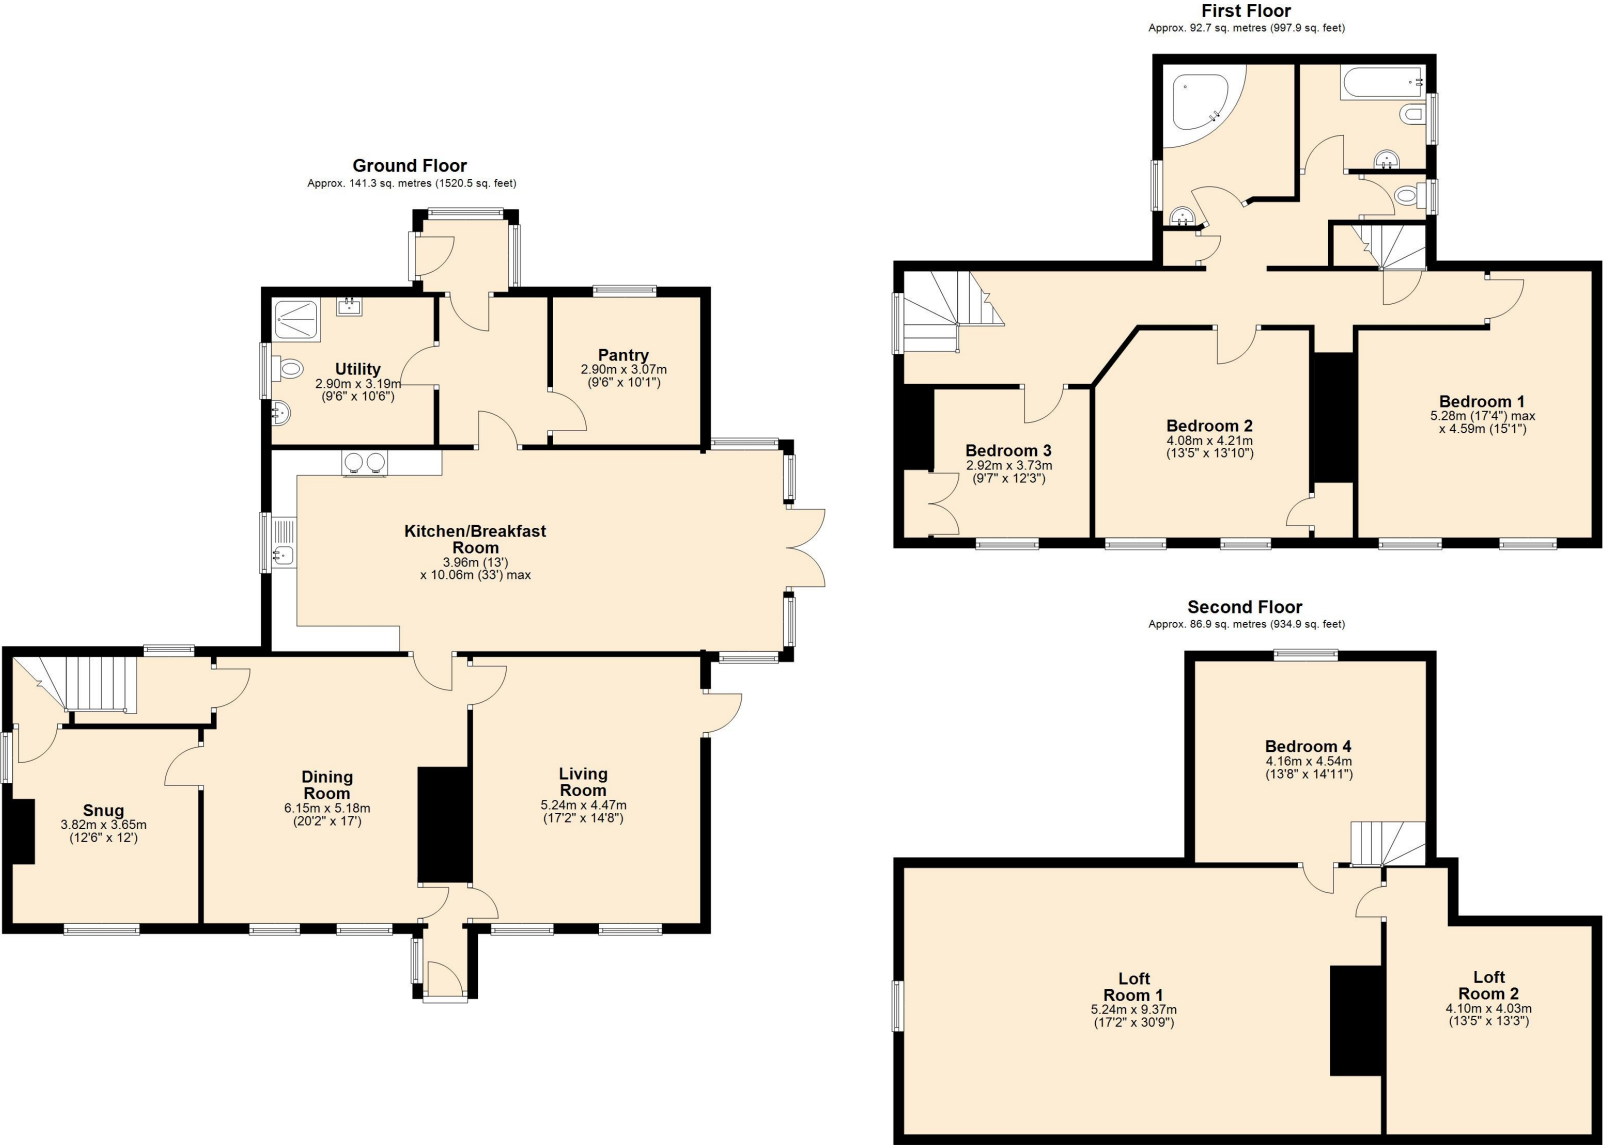 First Floor
Approx. 92.7 sq. metres (997.9 sq. feet)
Ground Floor
Approx. 141.3 sq. metres (1520.5 sq. feet)
Utility
2.90m x 3.19m
(9'6" x 10'6")
Pantry
2.90m x 3.07m
(9'6" x 10'1")
Kitchen/Breakfast
Room
3.96m (13')
x 10.06m (33') max
Snug
3.82m x 3.65m
(12'6" x 12')
Dining
Room
6.15m x 5.18m
(20'2" x 17')
Living
Room
5.24m x 4.47m
(17'2" x 14'8")
Bedroom 3
2.92m x 3.73m
(9'7" x 12'3")
Bedroom 2
4.08m x 4.21m
(13'5" x 13'10")
Bedroom 1
5.28m (17'4") max
x 4.59m (15'1")
Second Floor
Approx. 86.9 sq. metres (934.9 sq. feet)
Bedroom 4
4.16m x 4.54m
(13'8" x 14'11")
Loft
Room 1
5.24m x 9.37m
(17'2" x 30'9")
Loft
Room 2
4.10m x 4.03m
(13'5" x 13'3")